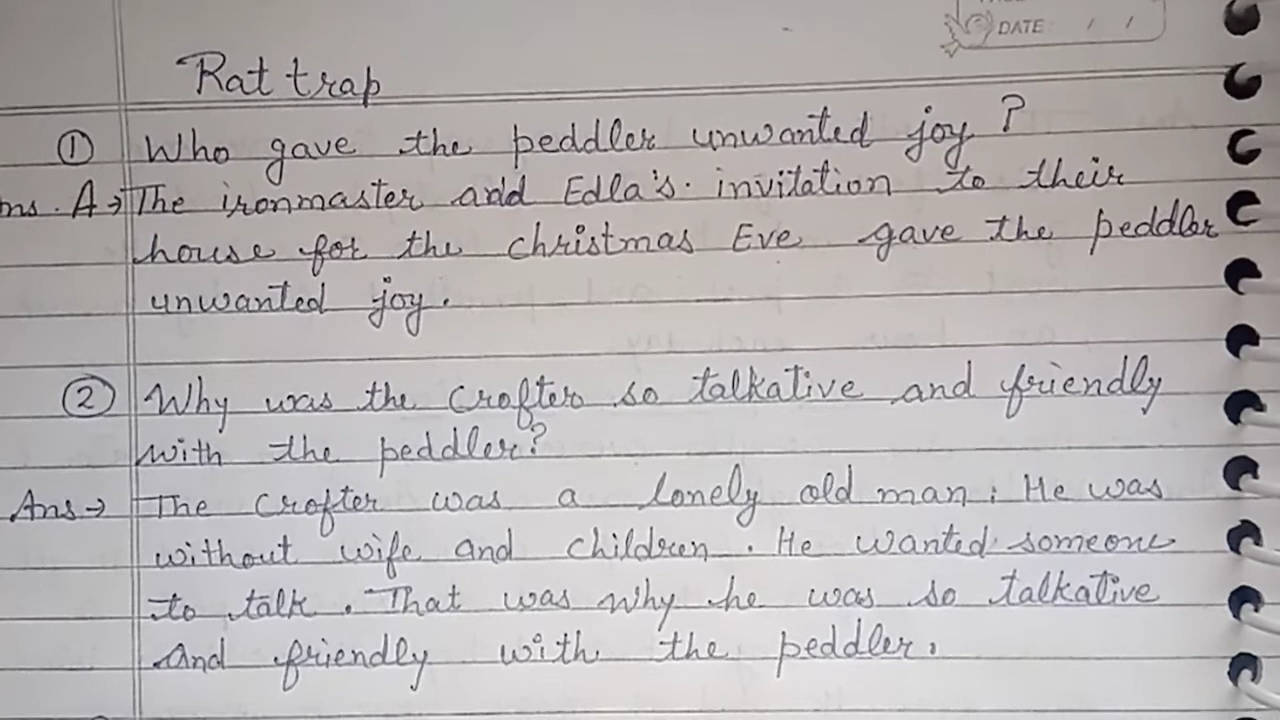 DATE / /
Rat trap
① Who gave the peddler unwanted joy?
Ans. A→ The ironmaster add Edla's invitation to their
house for the christmas Eve gave the peddlar
unwanted joy.
② Why was the Crofter so talkative and friendly
with the peddler?
Ans→ The Crofter was a lonely old man. He was
without wife and children. He wanted someone
to talk. That was why he was so talkative
and friendly with the peddler.